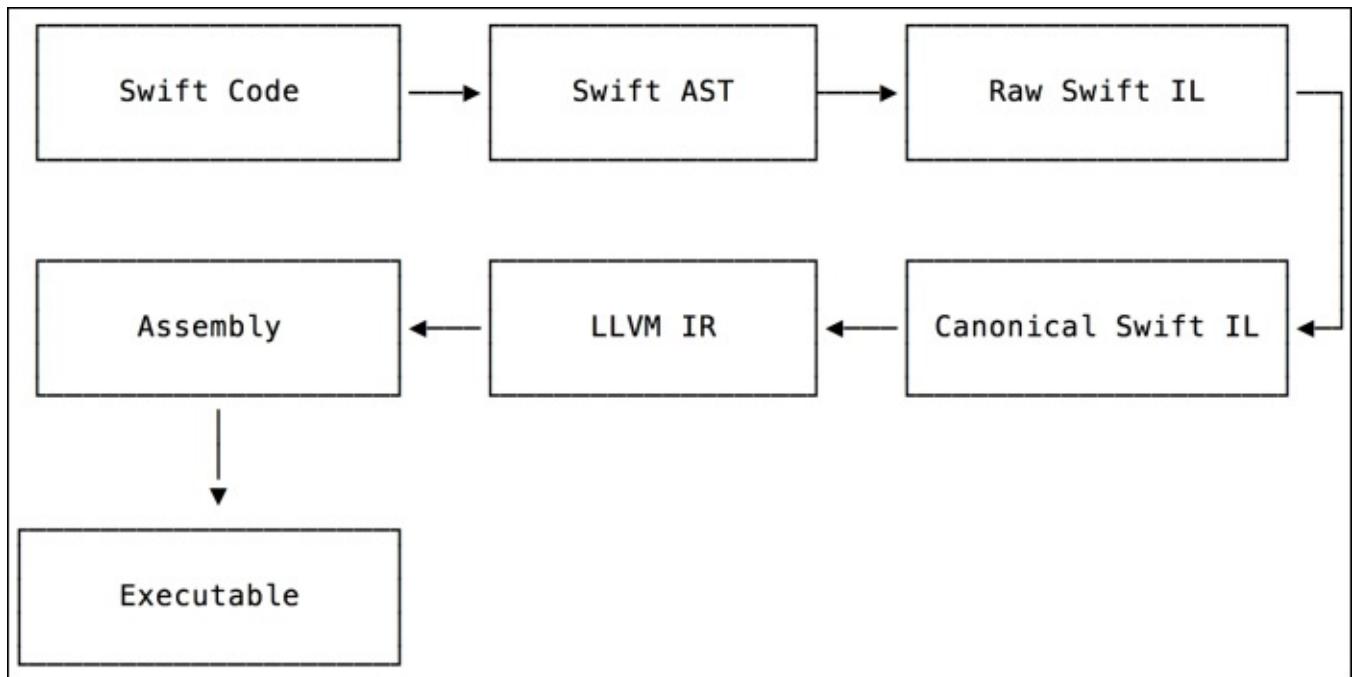 Swift Code
Swift AST
Raw Swift IL
Assembly
LLVM IR
Canonical Swift IL
Executable